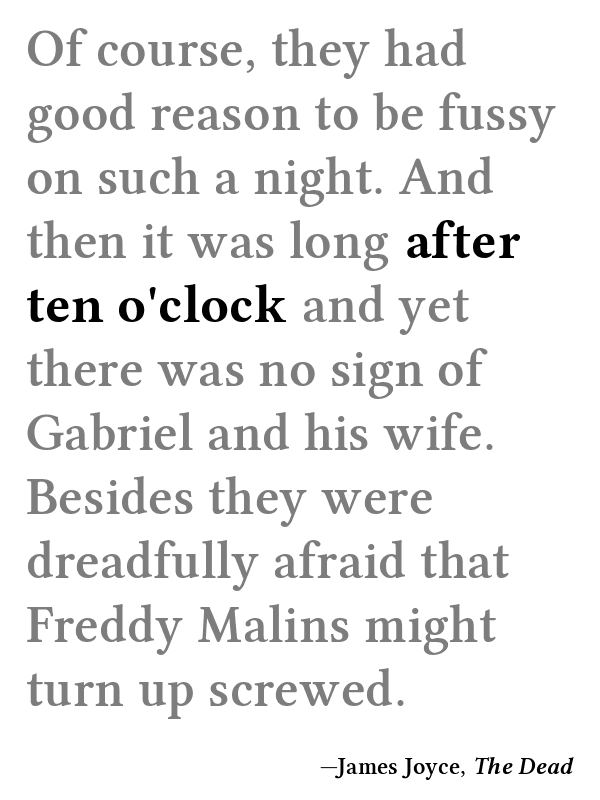 Of course, they had
good reason to be fussy
on such a night. And
then it was long after
ten o'clock and yet
there was no sign of
Gabriel and his wife.
Besides they were
dreadfully afraid that
Freddy Malins might
turn up screwed.
—James Joyce, The Dead